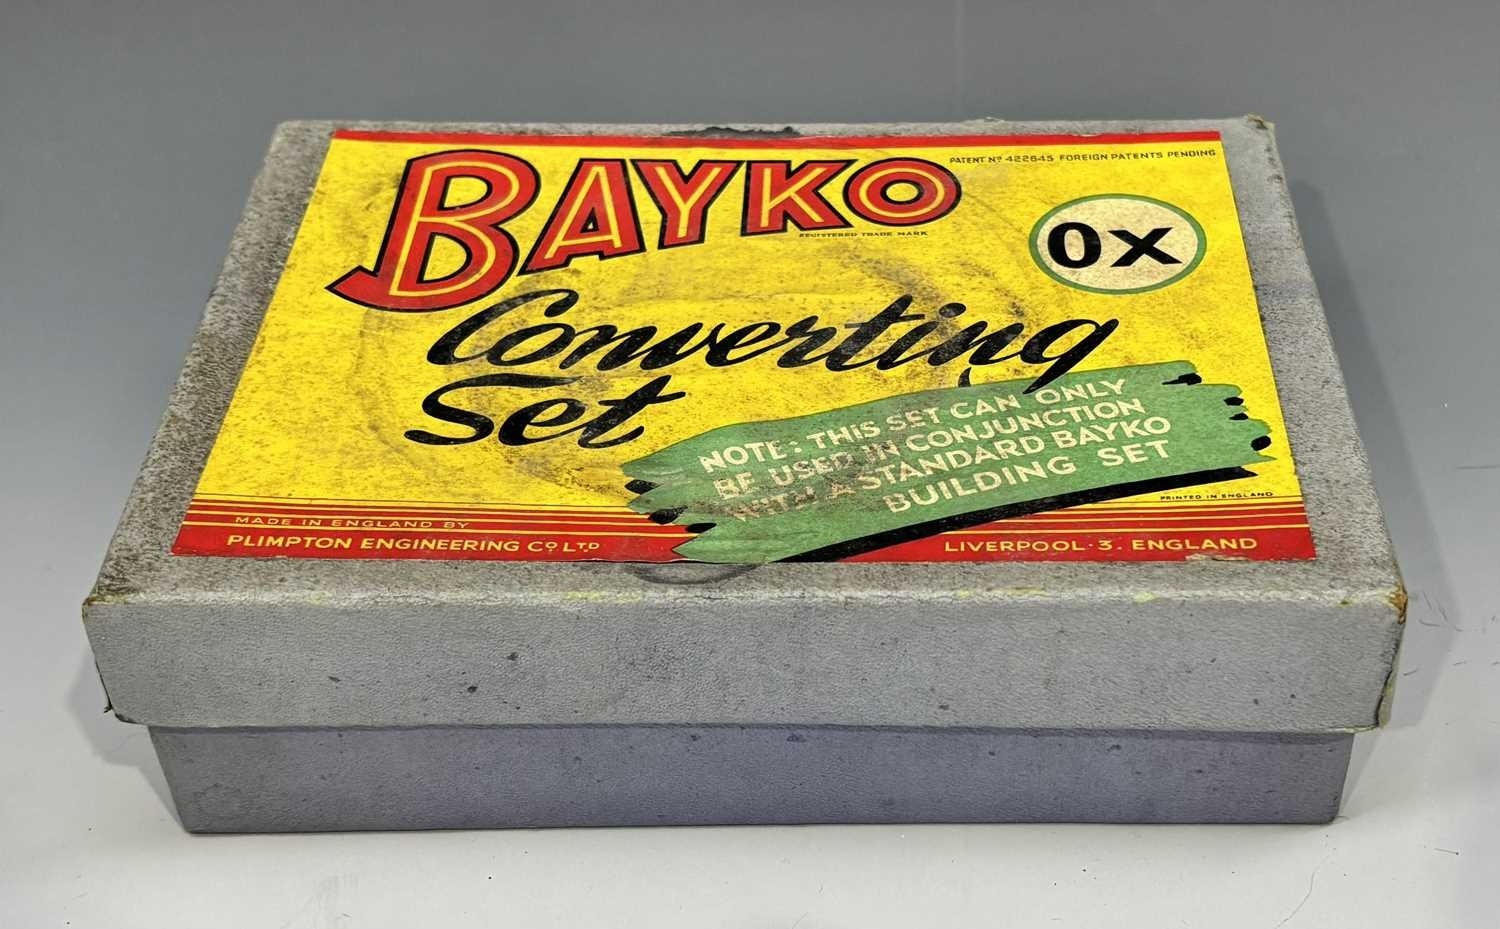 BAYKO
PATENT Nº 422645 FOREIGN PATENTS PENDING
REGISTERED TRADE MARK
0X
Converting
Set
NOTE: THIS SET CAN ONLY
BE USED IN CONJUNCTION
WITH A STANDARD BAYKO
BUILDING SET
PRINTED IN ENGLAND
MADE IN ENGLAND BY
PLIMPTON ENGINEERING Cº LTD
LIVERPOOL·3. ENGLAND